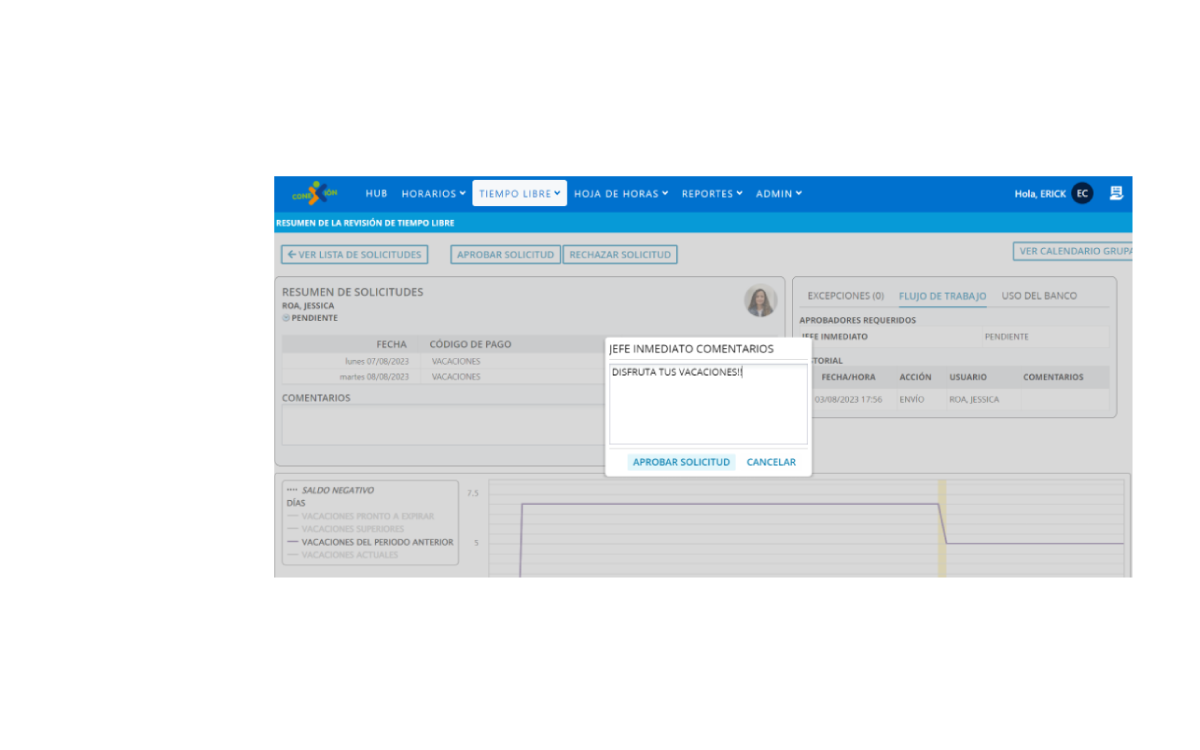 CONEXIÓN HUB HORARIOS TIEMPO LIBRE HOJA DE HORAS REPORTES ADMIN Hola, ERICK EC
RESUMEN DE LA REVISIÓN DE TIEMPO LIBRE
VER LISTA DE SOLICITUDES APROBAR SOLICITUD RECHAZAR SOLICITUD VER CALENDARIO GRUPA
RESUMEN DE SOLICITUDES
ROA, JESSICA
PENDIENTE
FECHA CÓDIGO DE PAGO
lunes 07/08/2023 VACACIONES
martes 08/08/2023 VACACIONES
COMENTARIOS
EXCEPCIONES (0) FLUJO DE TRABAJO USO DEL BANCO
APROBADORES REQUERIDOS
JEFE INMEDIATO PENDIENTE
TORIAL
FECHA/HORA ACCIÓN USUARIO COMENTARIOS
03/08/2023 17:56 ENVÍO ROA, JESSICA
JEFE INMEDIATO COMENTARIOS
DISFRUTA TUS VACACIONES!!
APROBAR SOLICITUD CANCELAR
SALDO NEGATIVO
DÍAS
VACACIONES PRONTO A EXPIRAR
VACACIONES SUPERIORES
VACACIONES DEL PERIODO ANTERIOR
VACACIONES ACTUALES
7,5
5